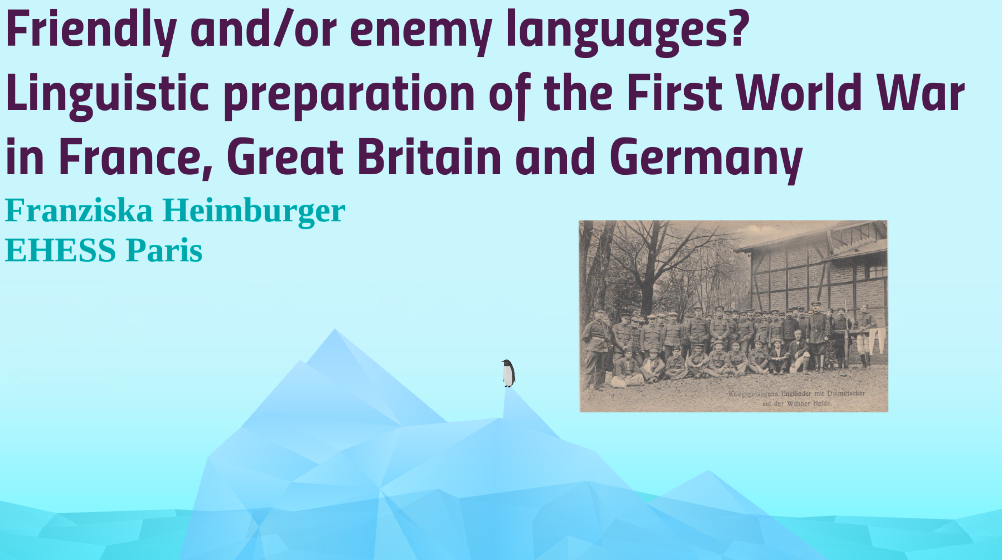 Friendly and/or enemy languages?
Linguistic preparation of the First World War
in France, Great Britain and Germany
Franziska Heimburger
EHESS Paris
Kriegsgefangene Engländer mit Dolmetscher
auf der Wahner Heide.